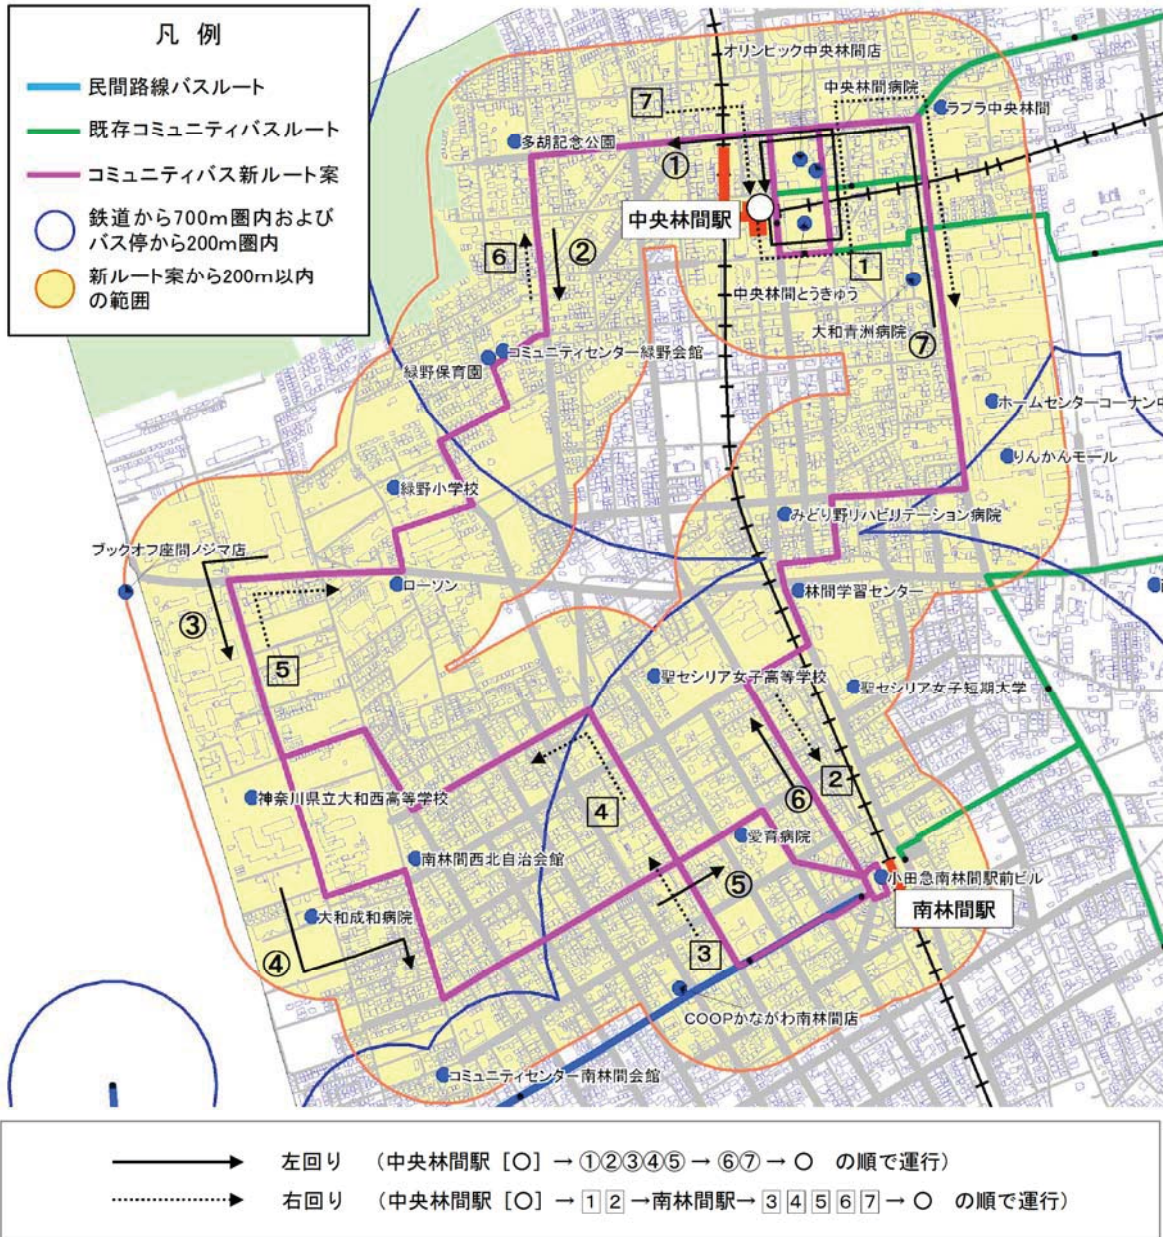 凡 例
民間路線バスルート
既存コミュニティバスルート
コミュニティバス新ルート案
鉄道から700m圏内および
バス停から200m圏内
新ルート案から200m以内
の範囲
オリンピック中央林間店
7
中央林間病院
ラプラ中央林間
多胡記念公園
①
中央林間駅
6
②
1
中央林間とうきゅう
大和青洲病院
⑦
コミュニティセンター緑野会館
緑野保育園
ホームセンターコーナン中
りんかんモール
緑野小学校
みどり野リハビリテーション病院
ブックオフ座間ノジマ店
ローソン
林間学習センター
③
5
聖セシリア女子高等学校
聖セシリア女子短期大学
2
神奈川県立大和西高等学校
4
⑥
愛育病院
南林間西北自治会館
小田急南林間駅前ビル
⑤
南林間駅
大和成和病院
④
3
COOPかながわ南林間店
コミュニティセンター南林間会館
左回り (中央林間駅 [○] → ①②③④⑤ → ⑥⑦ → ○ の順で運行)
右回り (中央林間駅 [○] → 1 2 →南林間駅→ 3 4 5 6 7 → ○ の順で運行)